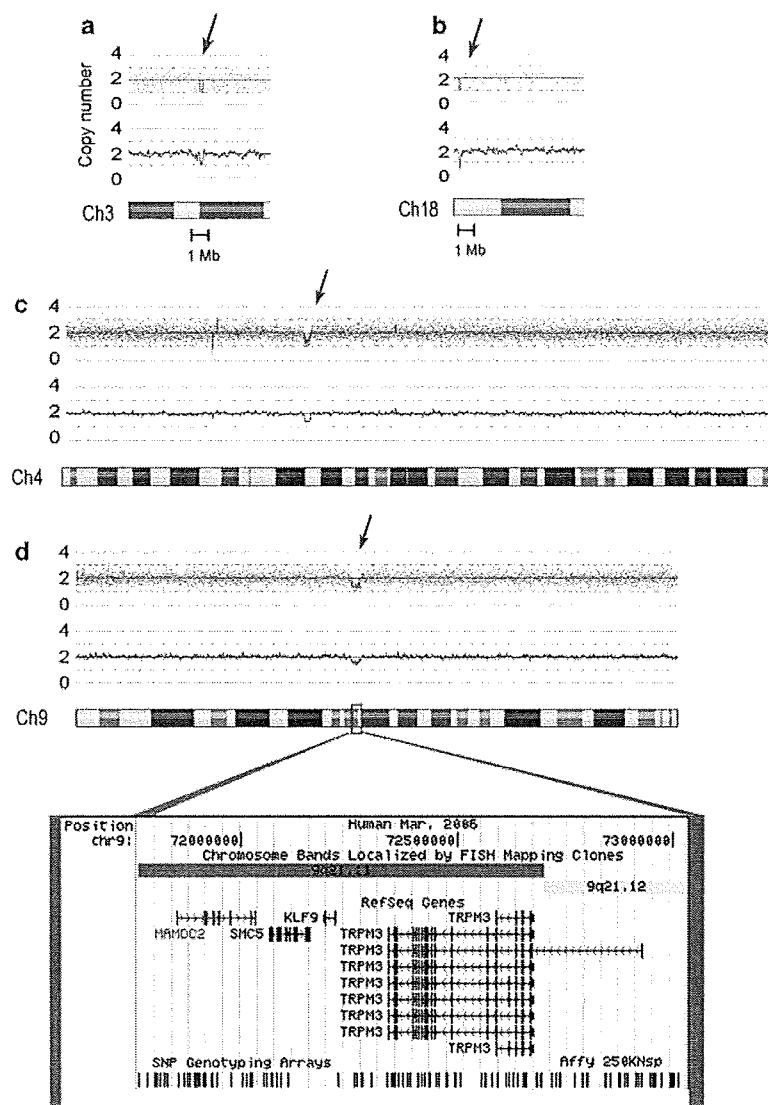 a
b
4
2
0
4
2
0
Copy number
4
2
0
4
2
0
Ch3
Ch18
1 Mb
1 Mb
c
4
2
0
4
2
0
Ch4
d
4
2
0
4
2
0
Ch9
Position
Human Mar. 2006
chr9:
72000000|
72500000|
73000000|
Chromosome Bands Localized by FISH Mapping Clones
9q21.11
9q21.12
RefSeq Genes
MAMDC2
SMC5
KLF9
TRPM3
TRPM3
TRPM3
TRPM3
TRPM3
TRPM3
TRPM3
TRPM3
TRPM3
SNP Genotyping Arrays
Affy 250KNsp